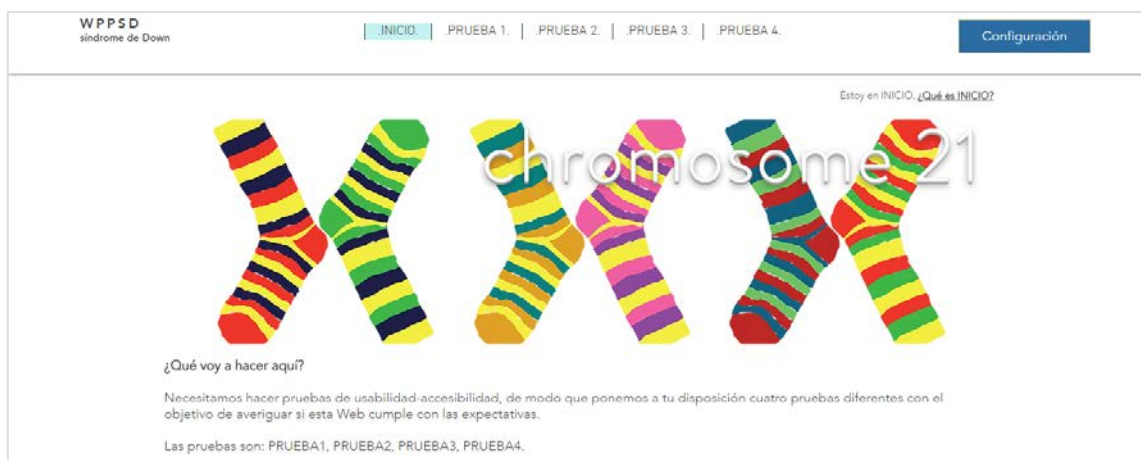 WPPSD
síndrome de Down
.INICIO. .PRUEBA 1. .PRUEBA 2. .PRUEBA 3. .PRUEBA 4.
Configuración
Estoy en INICIO. ¿Qué es INICIO?
chromosome 21
¿Qué voy a hacer aquí?
Necesitamos hacer pruebas de usabilidad-accesibilidad, de modo que ponemos a tu disposición cuatro pruebas diferentes con el
objetivo de averiguar si esta Web cumple con las expectativas.
Las pruebas son: PRUEBA1, PRUEBA2, PRUEBA3, PRUEBA4.